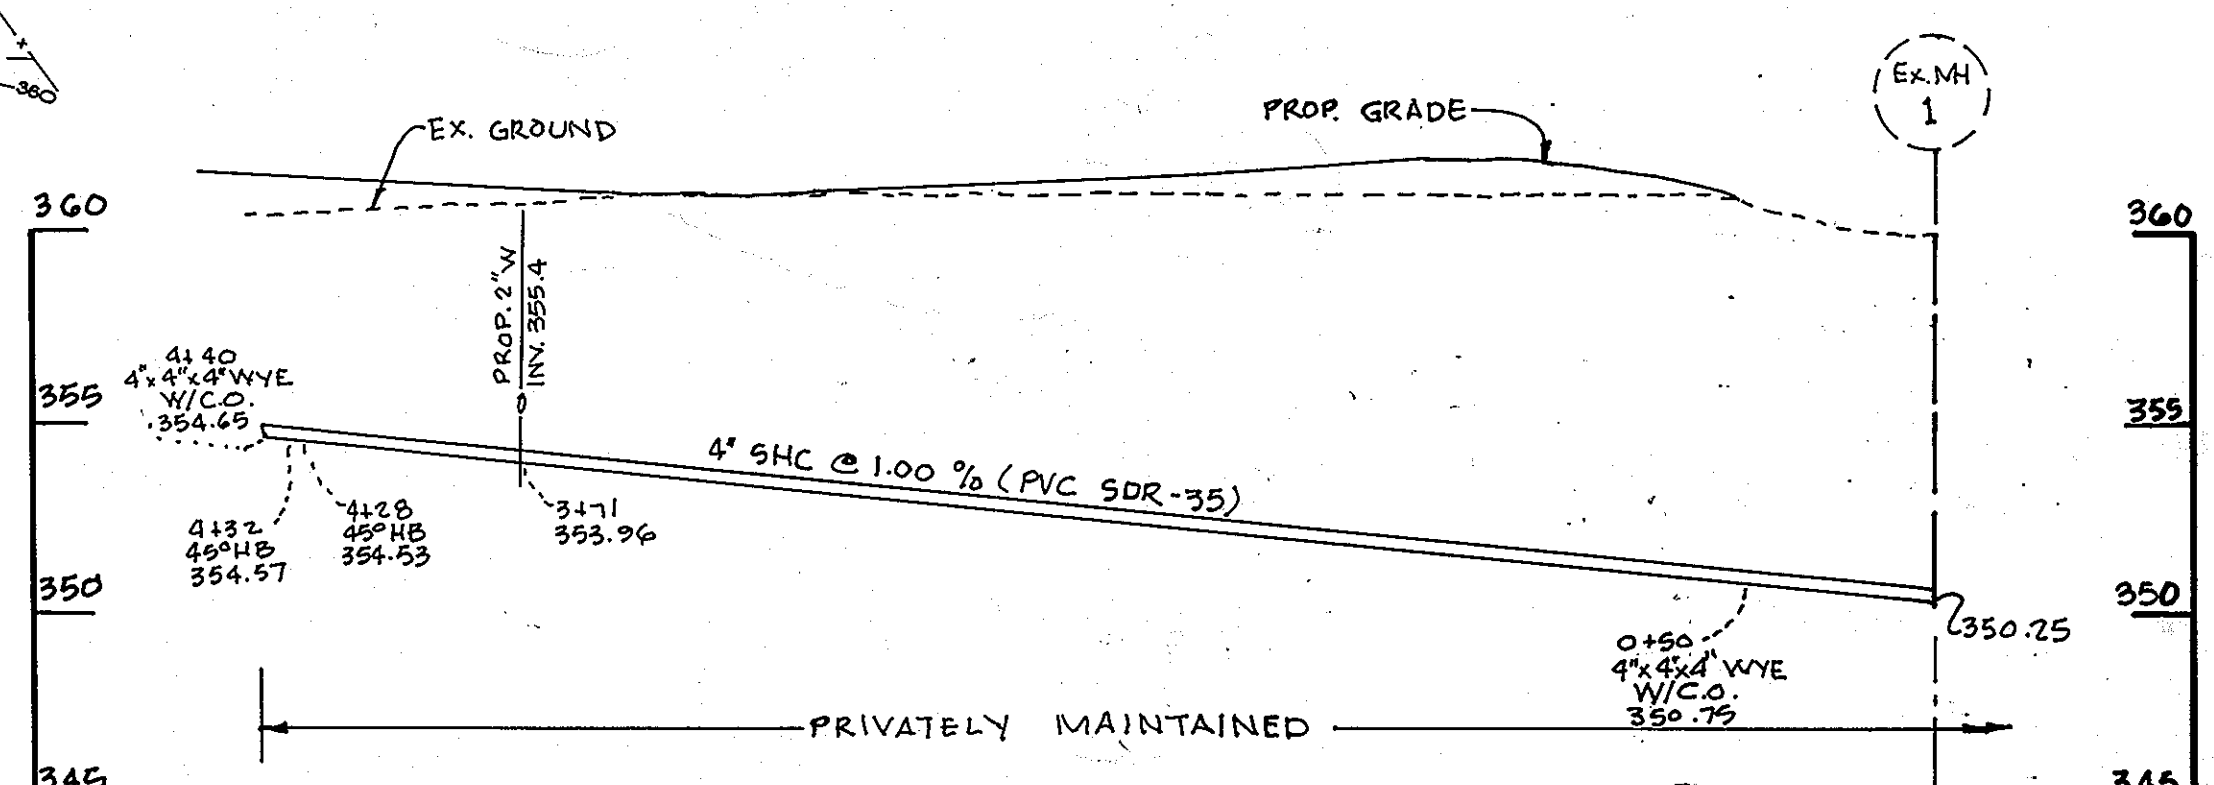 360
Ex. MH
1
PROP. GRADE
EX. GROUND
360
360
PROP. 2" W
INV. 355.4
4+40
4"x4"x4" WYE
W/C.O.
354.65
355
355
4" SHC @ 1.00 % (PVC SDR-35)
4+32
45° HB
354.57
4+28
45° HB
354.53
3+71
353.96
350
350
350.25
0+50
4"x4"x4" WYE
W/C.O.
350.75
PRIVATELY MAINTAINED
345
345